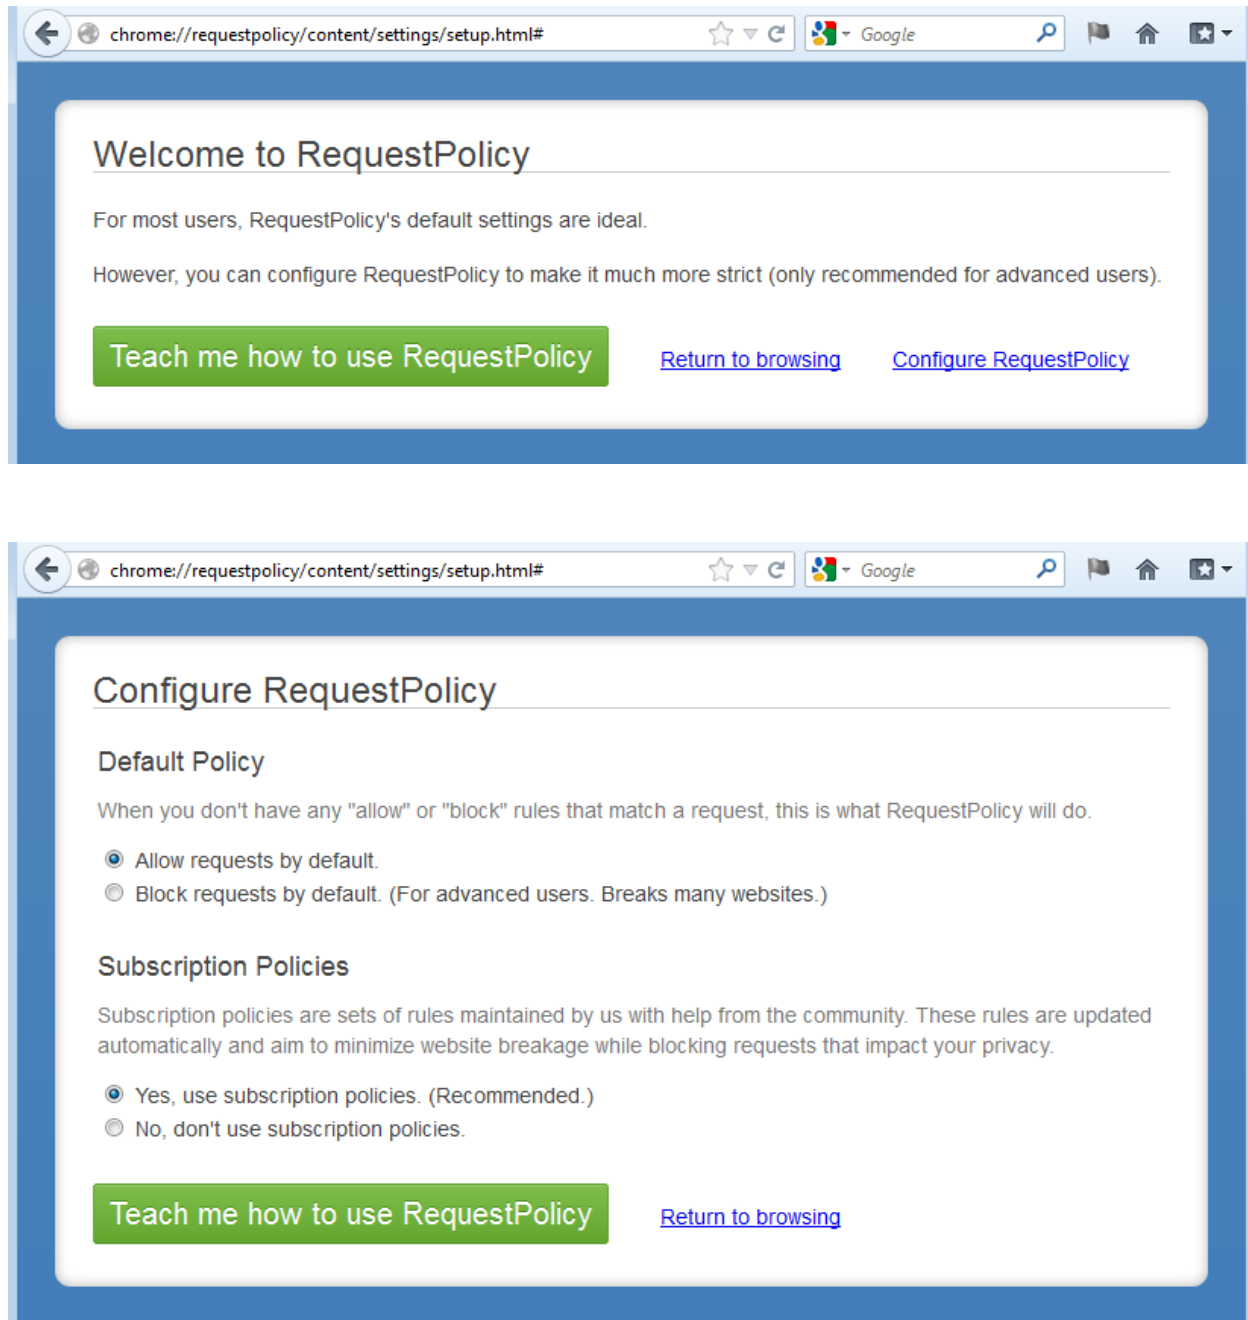 chrome://requestpolicy/content/settings/setup.html#
Google
Welcome to RequestPolicy
For most users, RequestPolicy's default settings are ideal.
However, you can configure RequestPolicy to make it much more strict (only recommended for advanced users).
Teach me how to use RequestPolicy Return to browsing Configure RequestPolicy
chrome://requestpolicy/content/settings/setup.html#
Google
Configure RequestPolicy
Default Policy
When you don't have any "allow" or "block" rules that match a request, this is what RequestPolicy will do.
Allow requests by default.
Block requests by default. (For advanced users. Breaks many websites.)
Subscription Policies
Subscription policies are sets of rules maintained by us with help from the community. These rules are updated
automatically and aim to minimize website breakage while blocking requests that impact your privacy.
Yes, use subscription policies. (Recommended.)
No, don't use subscription policies.
Teach me how to use RequestPolicy Return to browsing